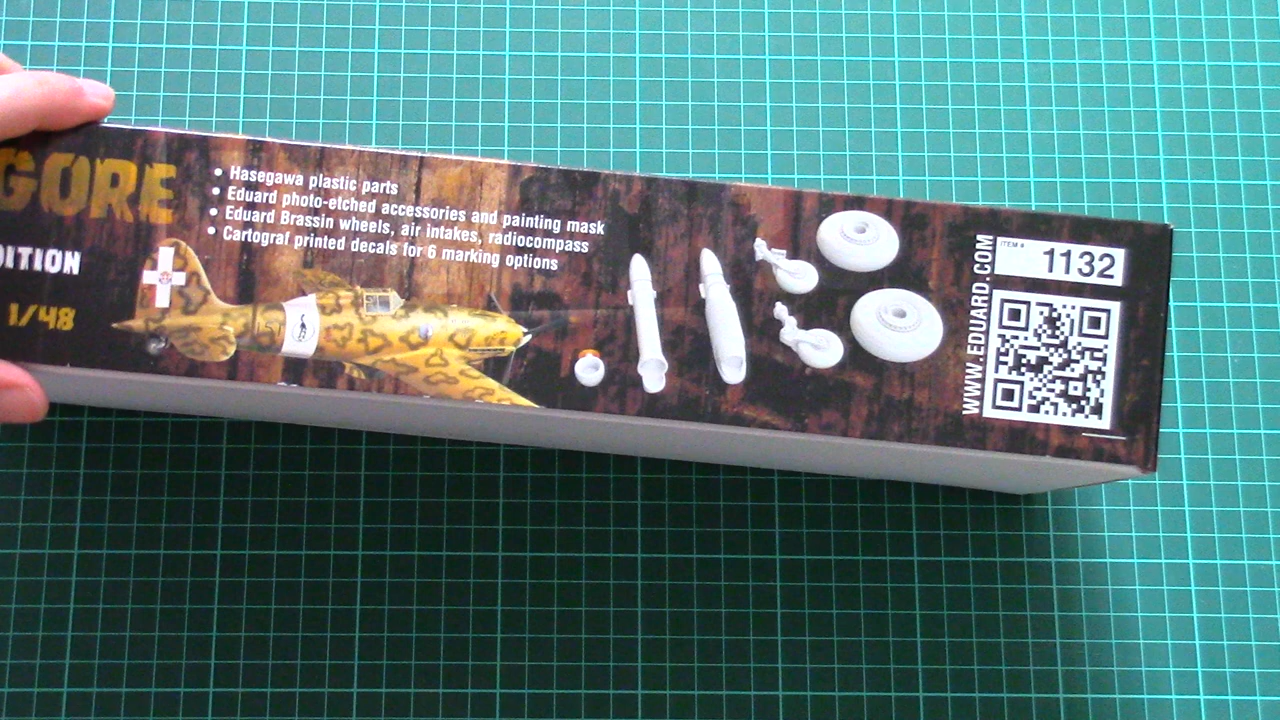 GORE
DITION
1/48
• Hasegawa plastic parts
• Eduard photo-etched accessories and painting mask
• Eduard Brassin wheels, air intakes, radiocompass
• Cartograf printed decals for 6 marking options
WWW.EDUARD.COM
ITEM #
1132